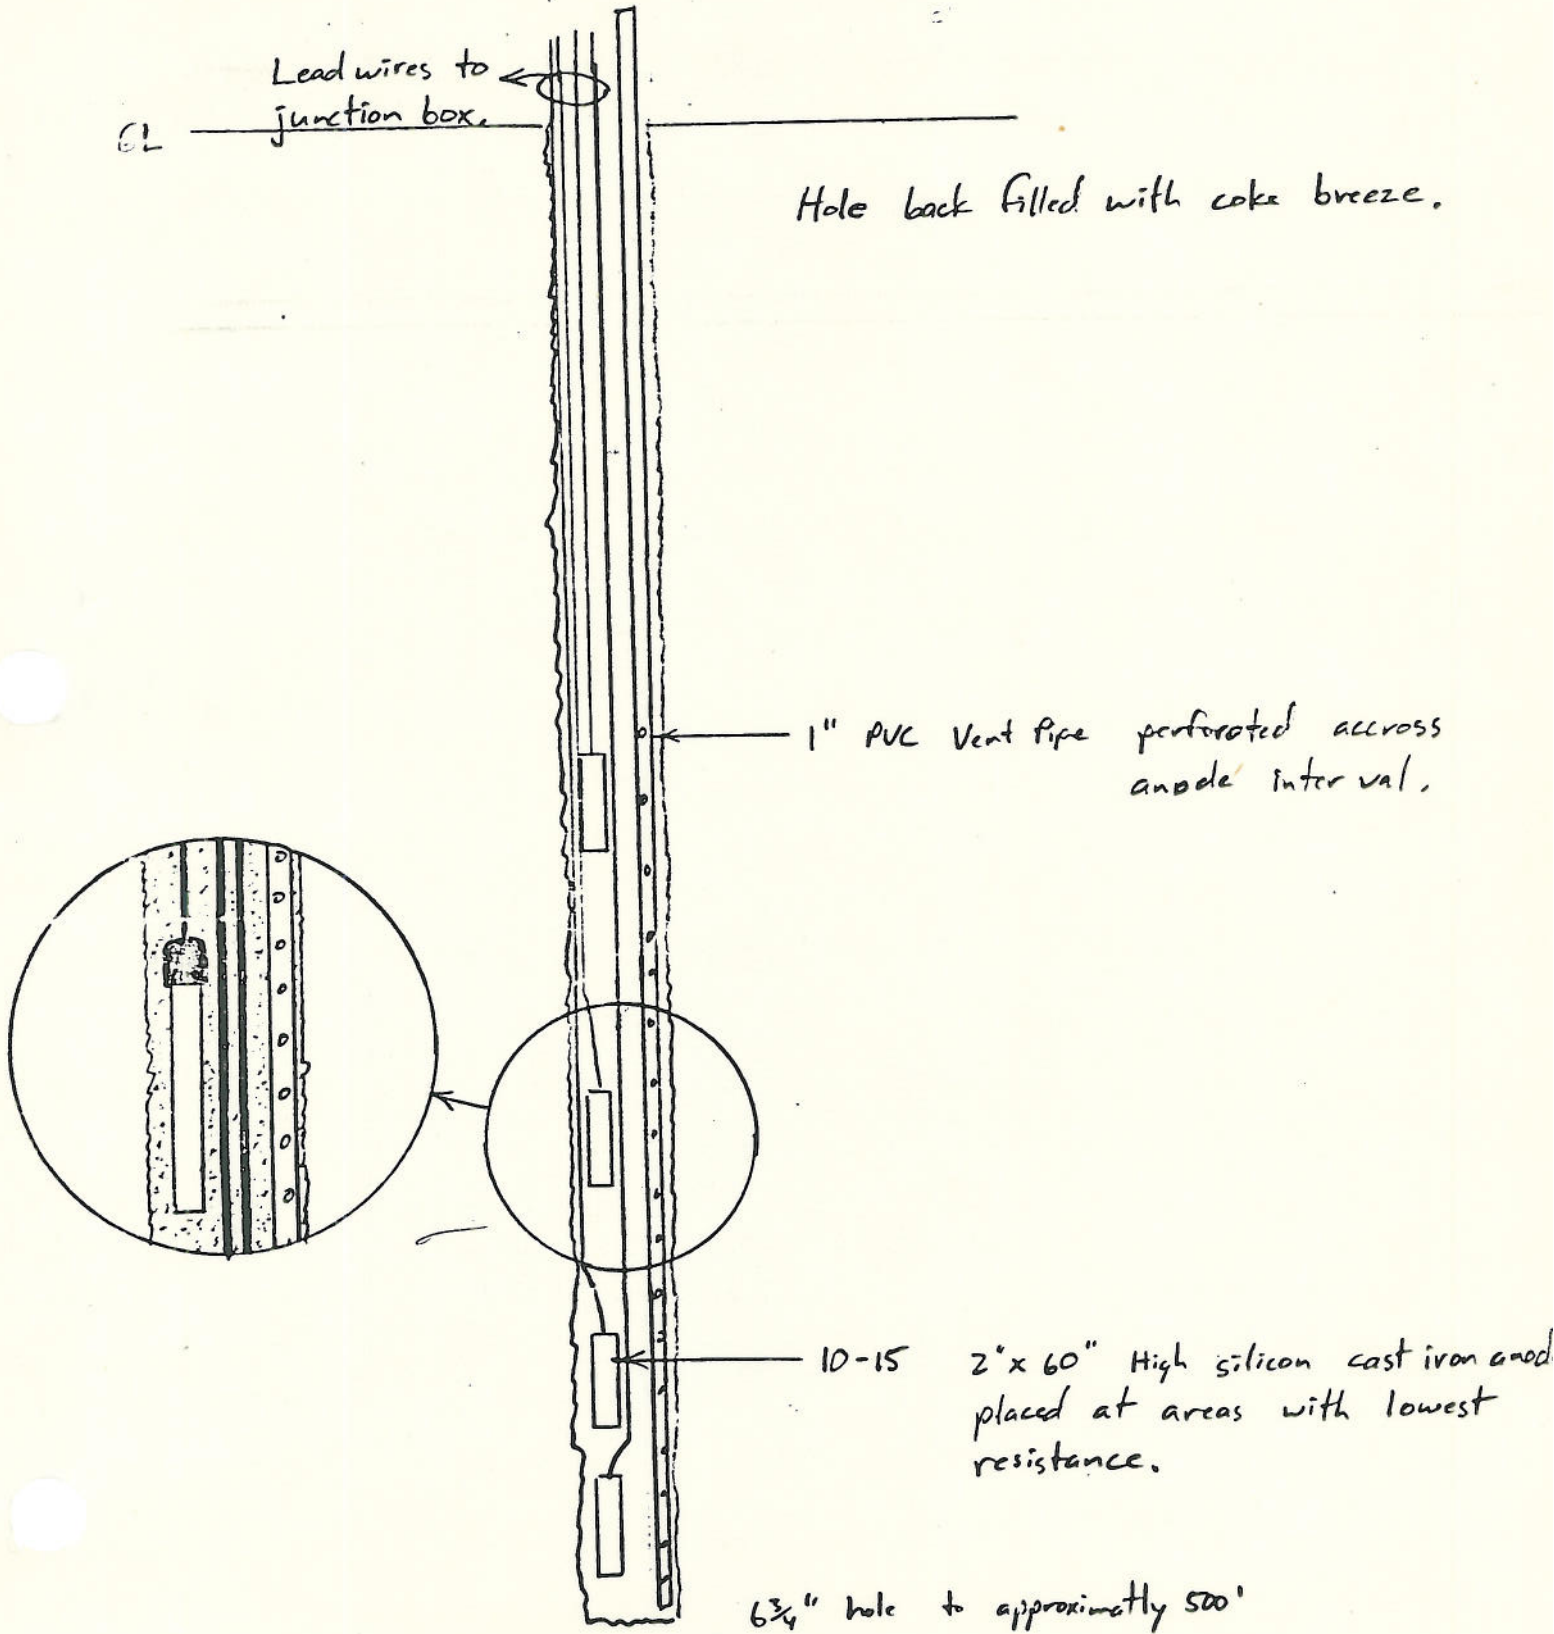 Lead wires to
junction box.
GL
Hole back filled with coke breeze.
1" PVC Vent Pipe perforated accross
anode interval.
10-15 2" x 60" High silicon cast iron anod
placed at areas with lowest
resistance.
6 3/4" hole to approximatly 500'